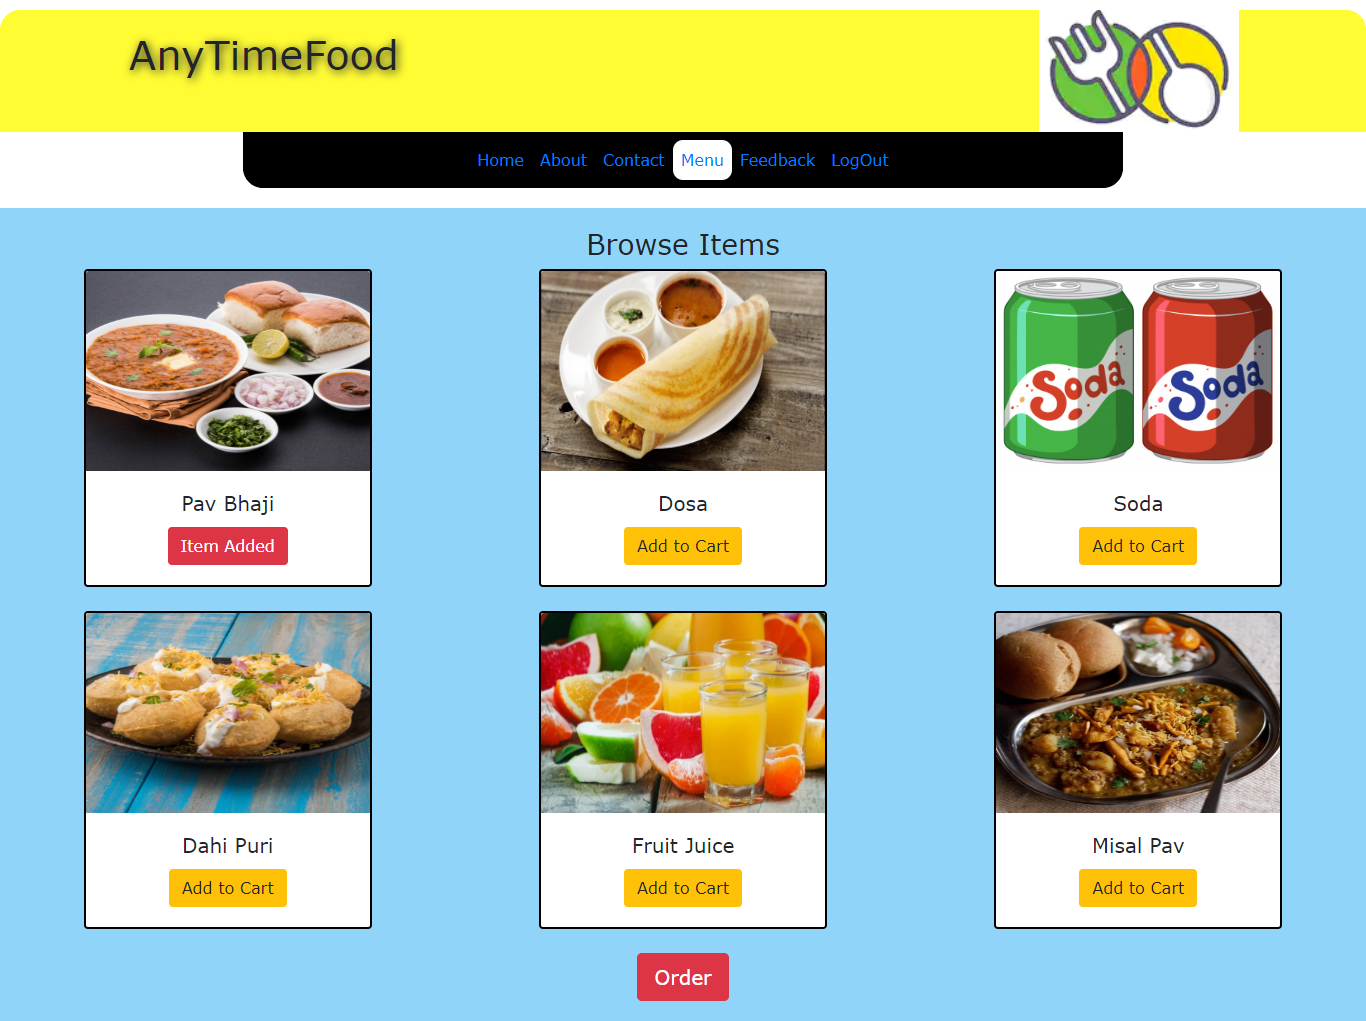 AnyTimeFood
Home About Contact Menu Feedback LogOut
Browse Items
Soda Soda
Pav Bhaji Dosa Soda
Item Added Add to Cart Add to Cart
Dahi Puri Fruit Juice Misal Pav
Add to Cart Add to Cart Add to Cart
Order